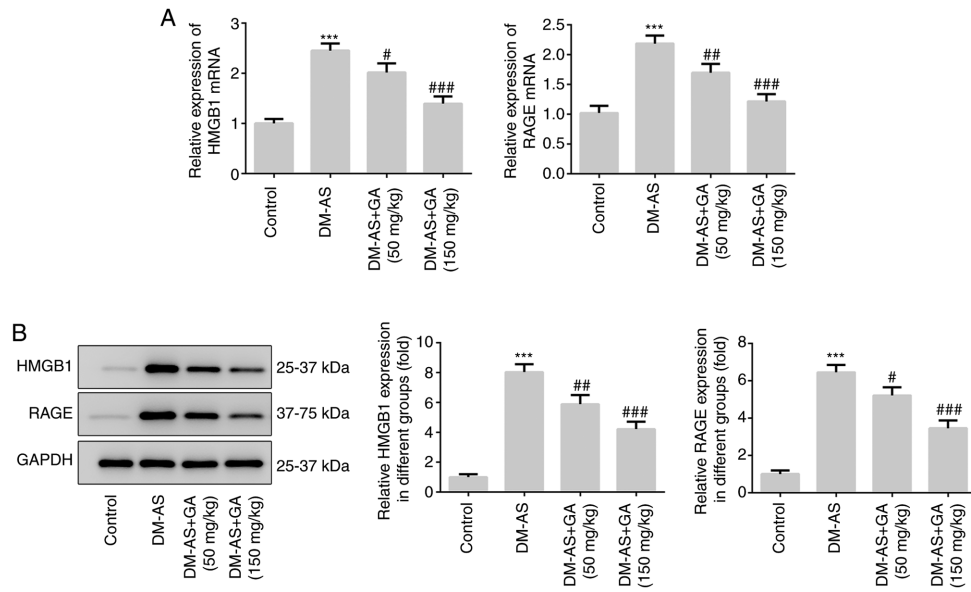 A
Relative expression of
HMGB1 mRNA
3
2
1
0
***
#
###
Control
DM-AS
DM-AS+GA
(50 mg/kg)
DM-AS+GA
(150 mg/kg)
Relative expression of
RAGE mRNA
2.5
2.0
1.5
1.0
0.5
0.0
***
##
###
Control
DM-AS
DM-AS+GA
(50 mg/kg)
DM-AS+GA
(150 mg/kg)
B
HMGB1
25-37 kDa
RAGE
37-75 kDa
GAPDH
25-37 kDa
Control
DM-AS
DM-AS+GA
(50 mg/kg)
DM-AS+GA
(150 mg/kg)
Relative HMGB1 expression
in different groups (fold)
10
8
6
4
2
0
***
##
###
Control
DM-AS
DM-AS+GA
(50 mg/kg)
DM-AS+GA
(150 mg/kg)
Relative RAGE expression
in different groups (fold)
8
6
4
2
0
***
#
###
Control
DM-AS
DM-AS+GA
(50 mg/kg)
DM-AS+GA
(150 mg/kg)